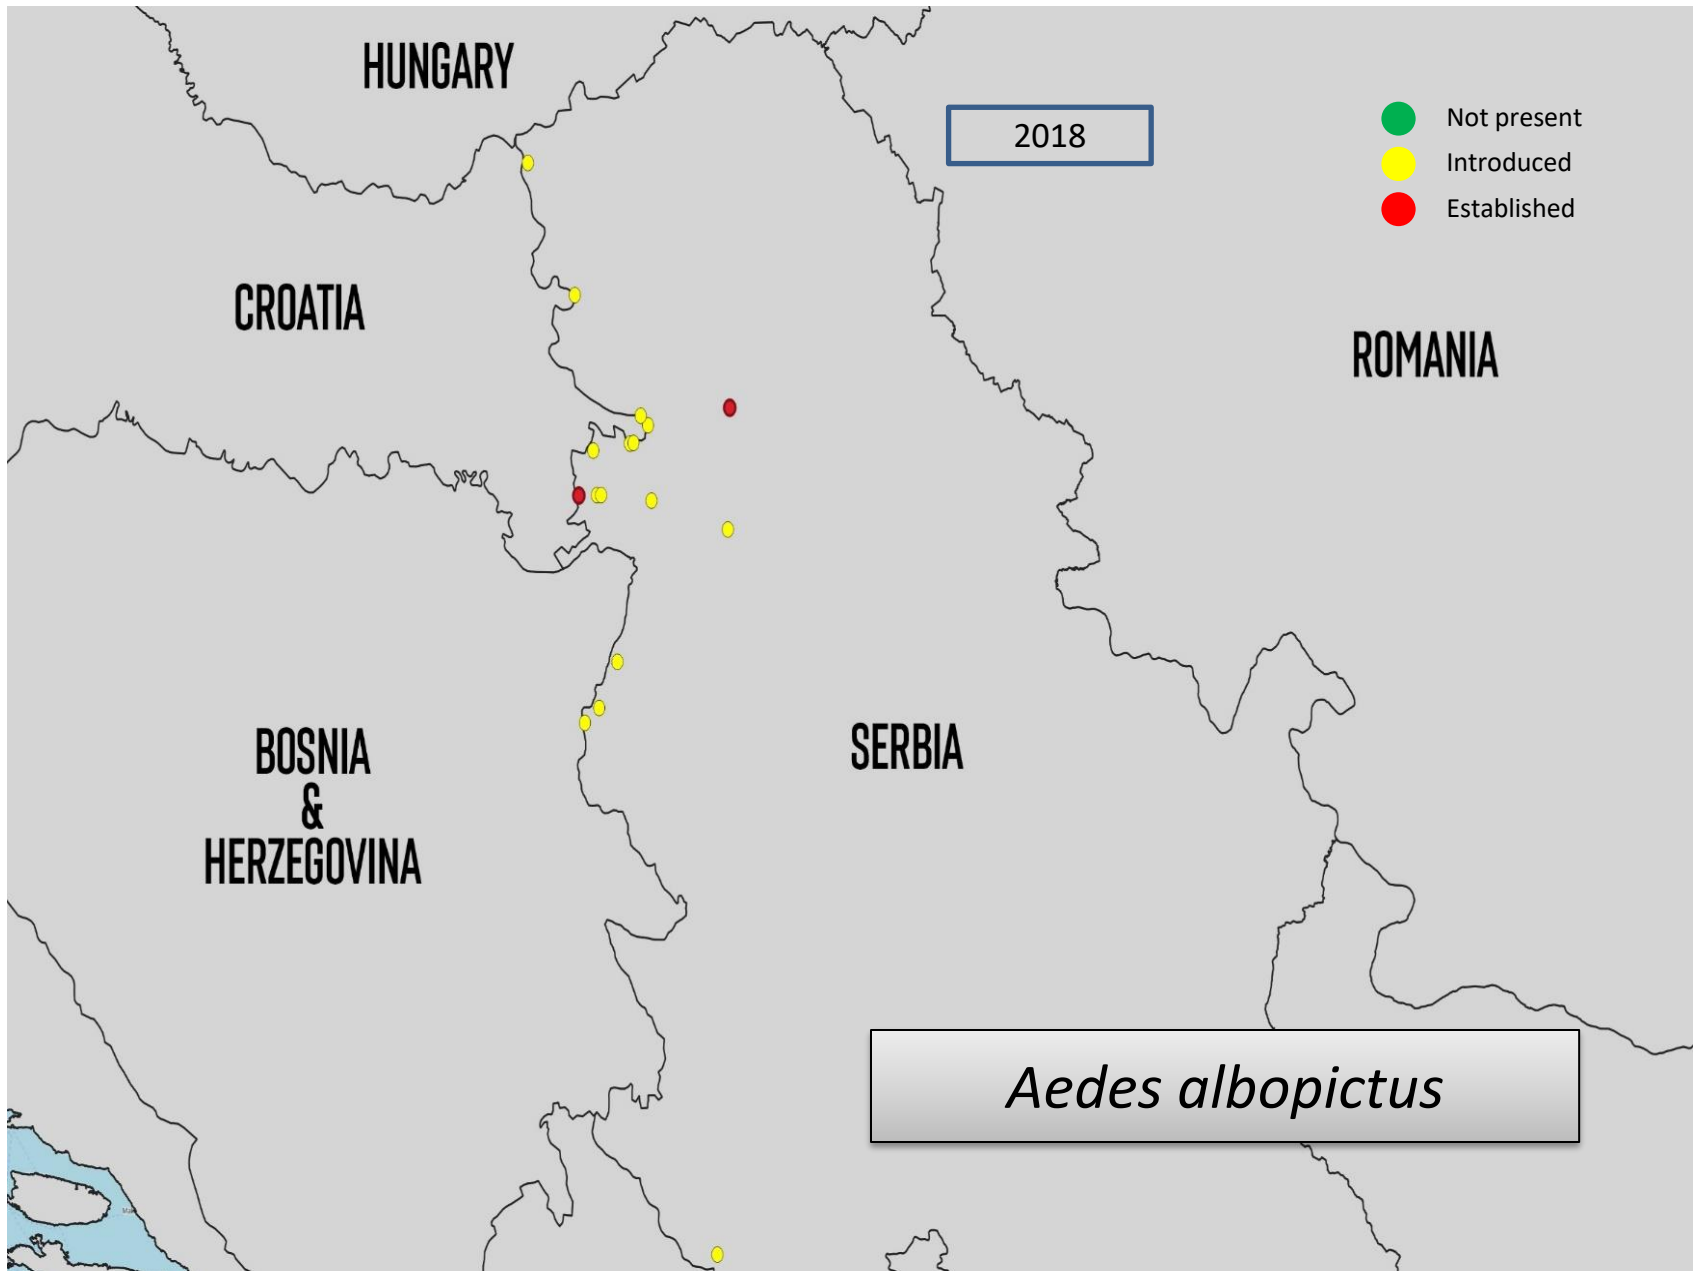 HUNGARY
2018
Not present
Introduced
Established
CROATIA
ROMANIA
BOSNIA
&
HERZEGOVINA
SERBIA
Aedes albopictus